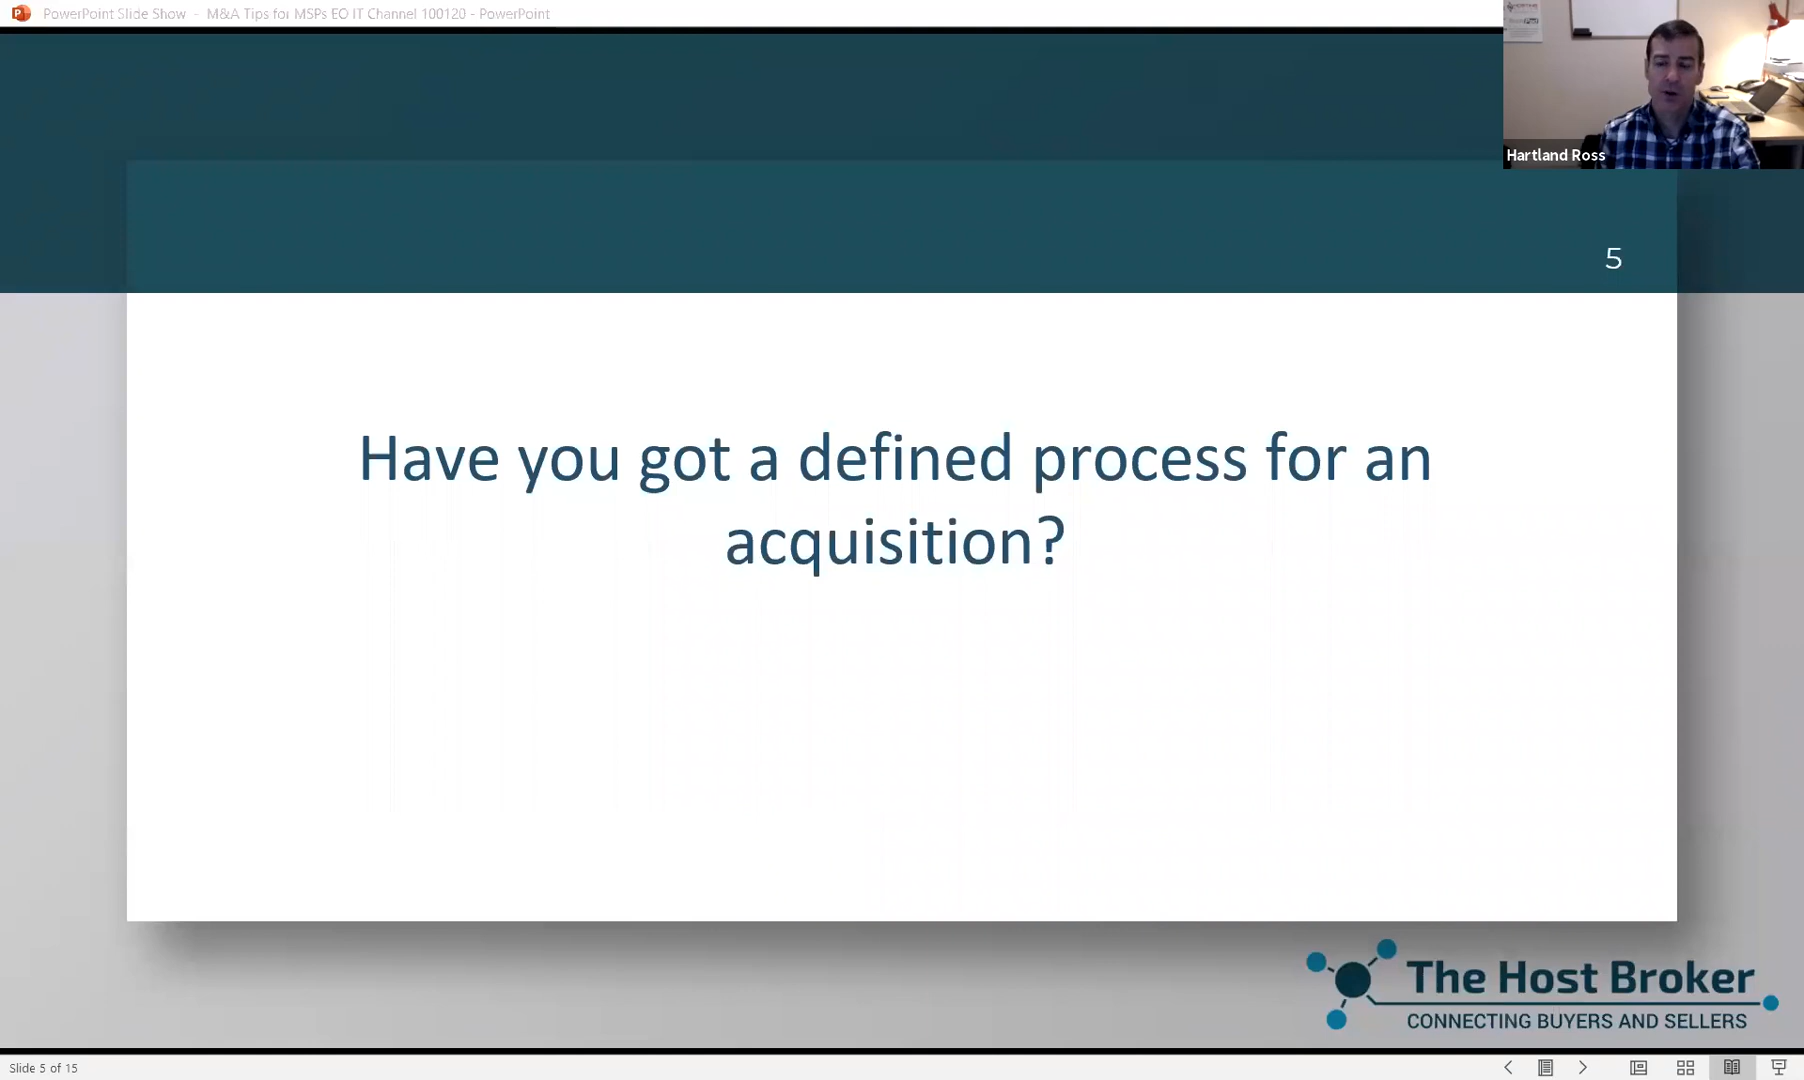 PowerPoint Slide Show - M&A Tips for MSPs EO IT Channel 100120 - PowerPoint
Hartland Ross
5
Have you got a defined process for an
acquisition?
The Host Broker
CONNECTING BUYERS AND SELLERS
Slide 5 of 15